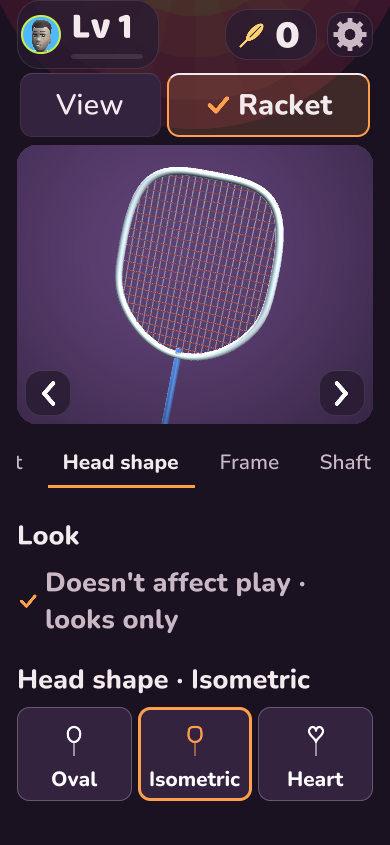 Lv 1
0
View
Racket
t
Head shape
Frame
Shaft
Look
Doesn't affect play ·
looks only
Head shape · Isometric
Oval
Isometric
Heart